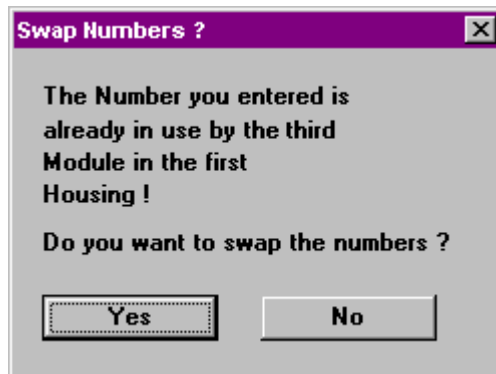 Swap Numbers ?
The Number you entered is
already in use by the third
Module in the first
Housing !
Do you want to swap the numbers ?
Yes
No